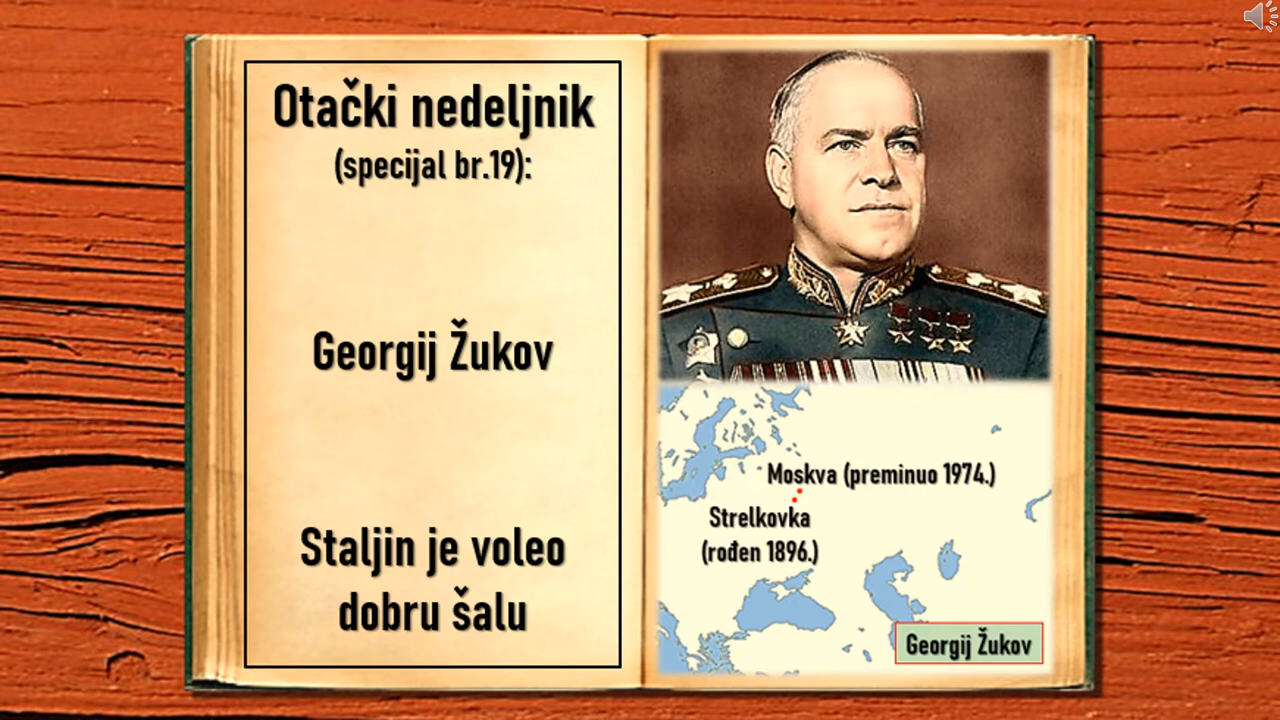 Otački nedeljnik
(specijal br.19):
Georgij Žukov
Staljin je voleo
dobru šalu
Moskva (preminuo 1974.)
Strelkovka
(rođen 1896.)
Georgij Žukov